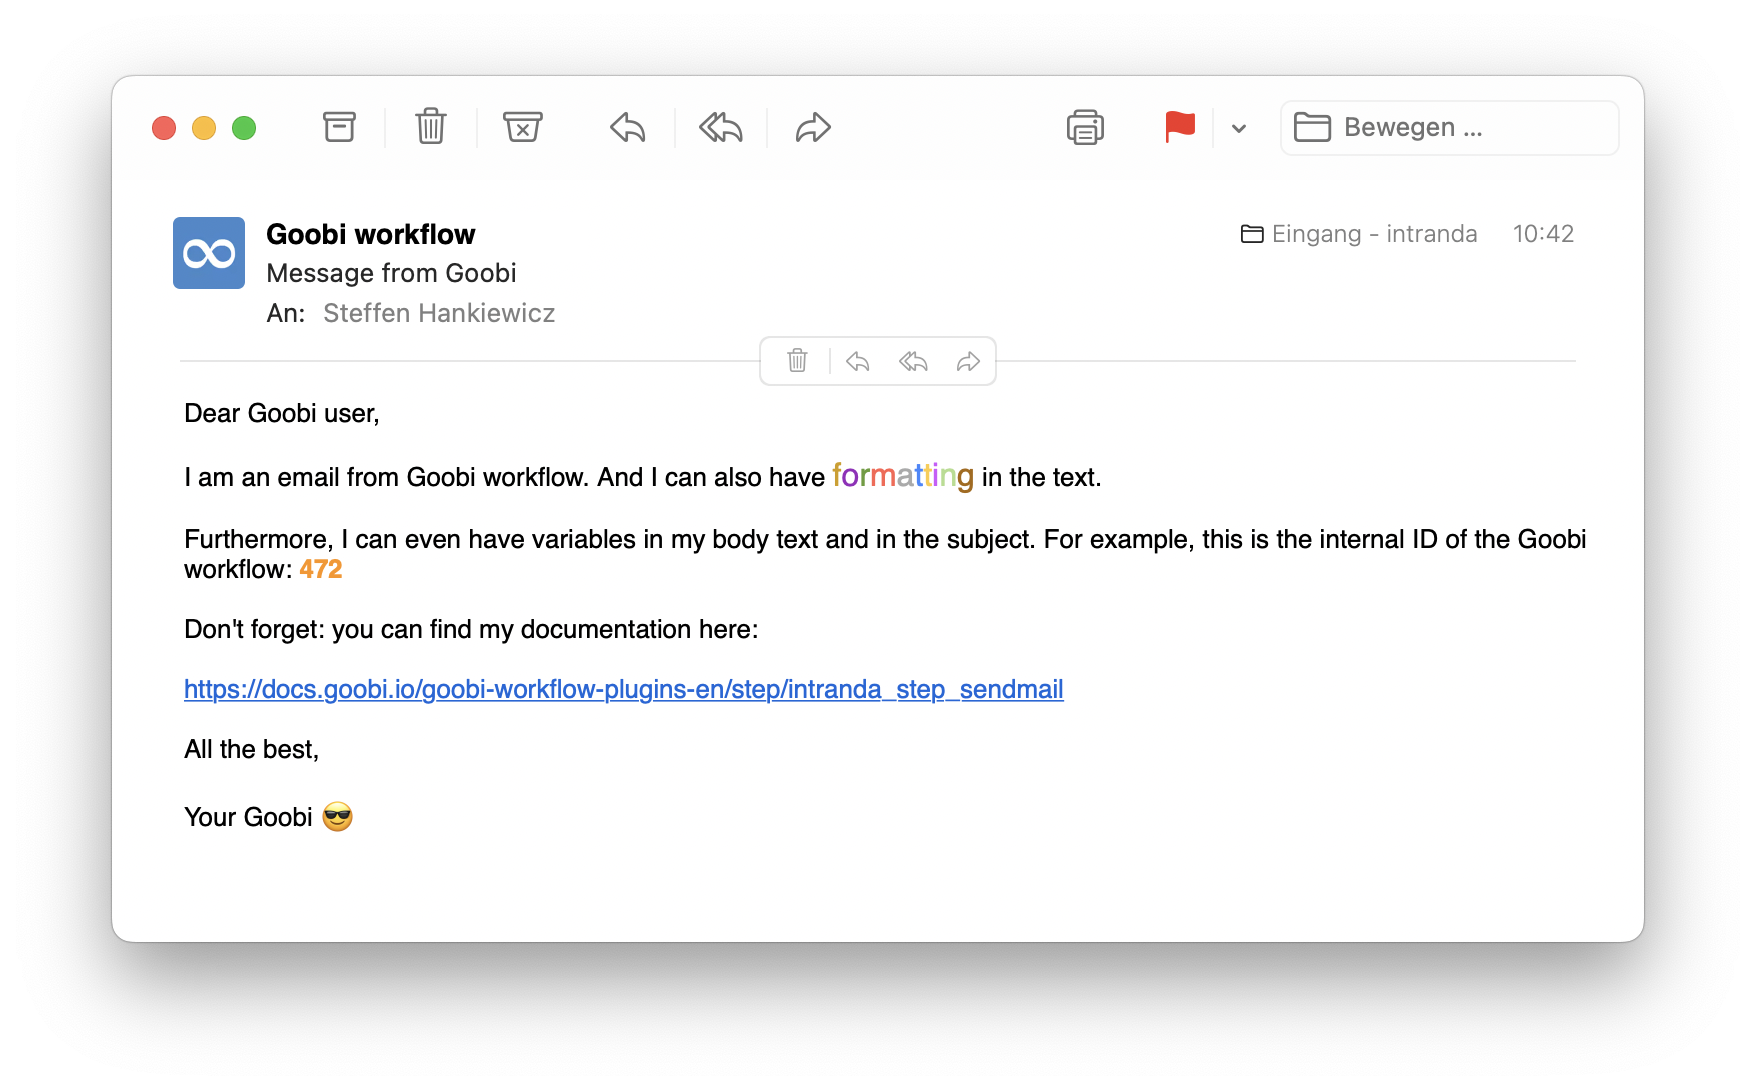 Bewegen ...
Goobi workflow
Eingang - intranda 10:42
Message from Goobi
An: Steffen Hankiewicz
Dear Goobi user,
I am an email from Goobi workflow. And I can also have formatting in the text.
Furthermore, I can even have variables in my body text and in the subject. For example, this is the internal ID of the Goobi
workflow: 472
Don't forget: you can find my documentation here:
https://docs.goobi.io/goobi-workflow-plugins-en/step/intranda_step_sendmail
All the best,
Your Goobi 😎